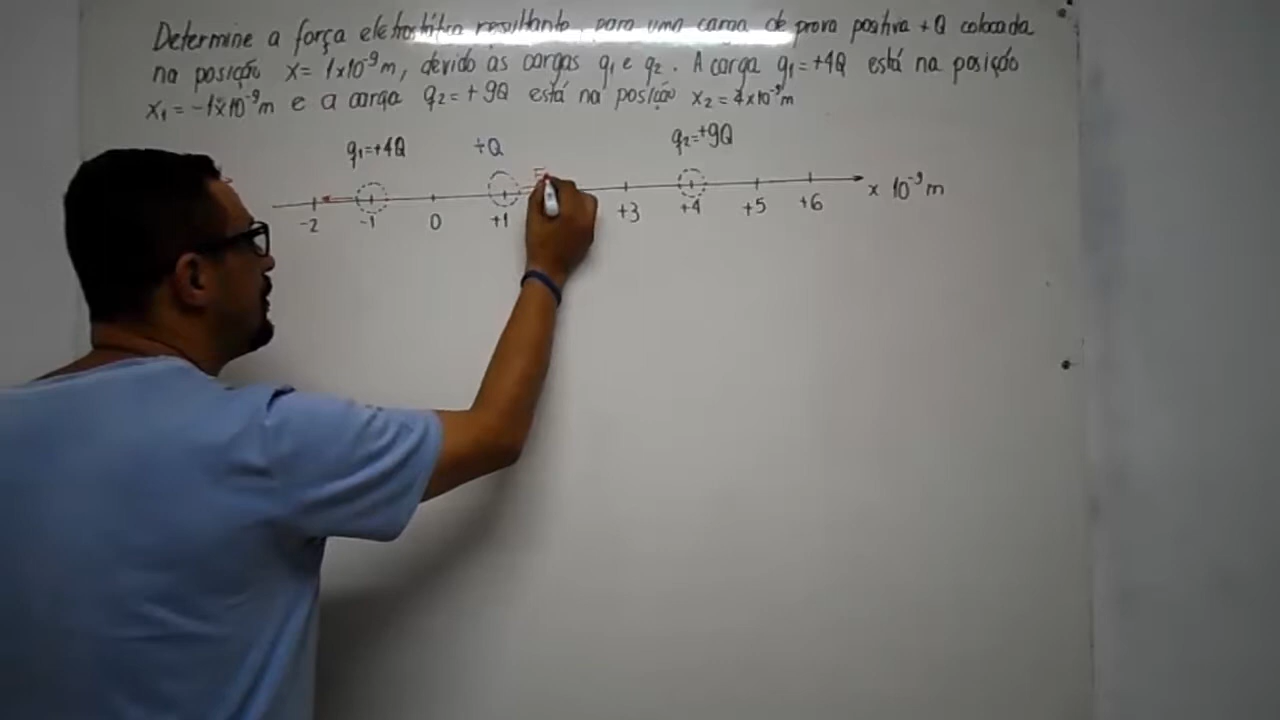 Determine a força eletrostática resultante, para uma carga de prova positiva +Q colocada
na posição x = 1x10⁻⁹m, devido às cargas q₁ e q₂. A carga q₁=+4Q está na posição
x₁ = -1x10⁻⁹m e a carga q₂=+9Q está na posição x₂ = 4x10⁻⁹m
q₁=+4Q +Q q₂=+9Q
F
-2 -1 0 +1 +3 +4 +5 +6 x 10⁻⁹m